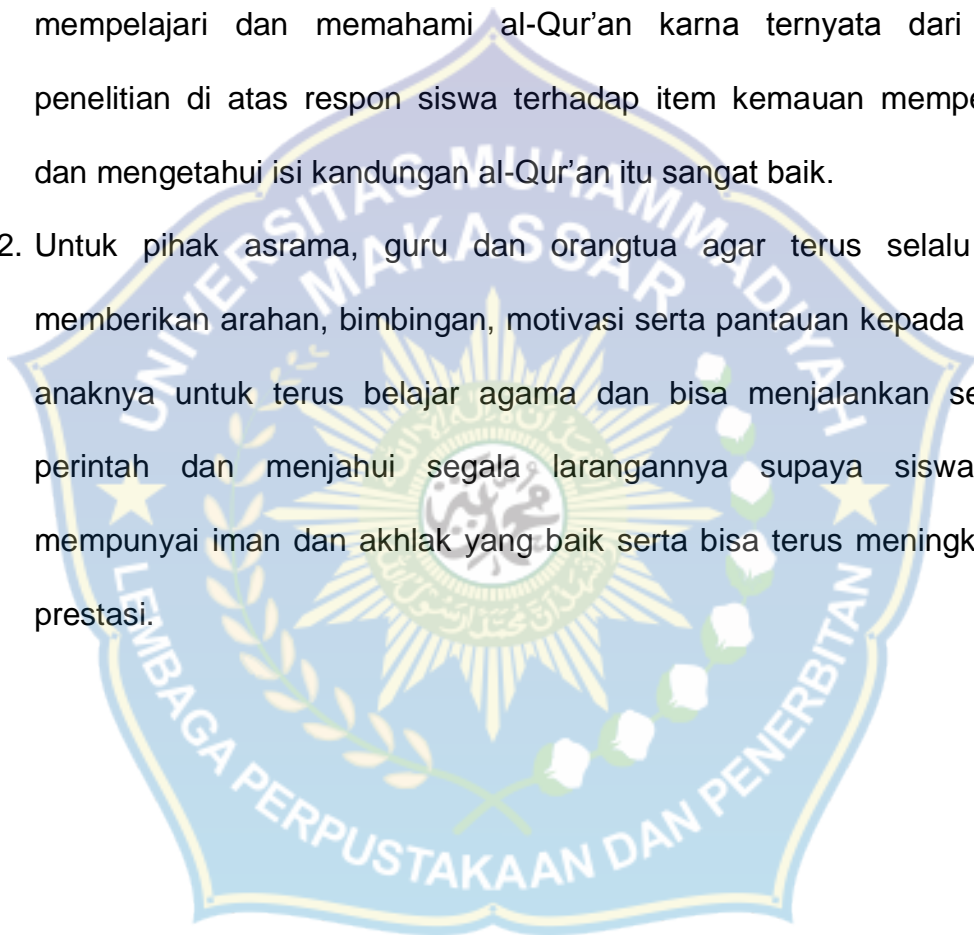 mempelajari dan memahami al-Qur’an karna ternyata dari
penelitian di atas respon siswa terhadap item kemauan
dan mengetahui isi kandungan al-Qur’an itu sangat baik.
2. Untuk pihak asrama, guru dan orangtua agar terus selalu
memberikan arahan, bimbingan, motivasi serta pantauan kepada
anaknya untuk terus belajar agama dan bisa menjalankan
perintah dan menjahui segala larangannya supaya siswa
mempunyai iman dan akhlak yang baik serta bisa terus
prestasi.
UNIVERSITAS MUHAMMADIYAH
MAKASSAR
LEMBAGA PERPUSTAKAAN DAN PENERBITAN